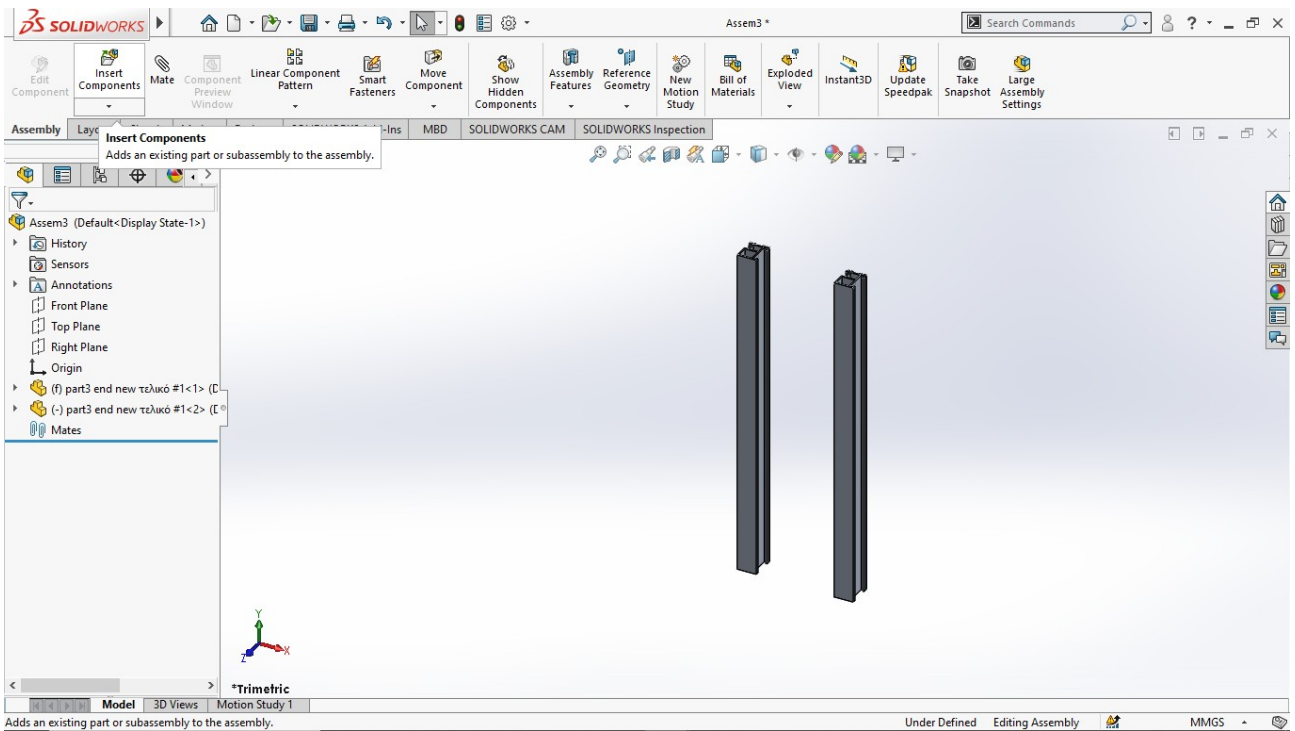 SOLIDWORKS
Assem3 *
Search Commands
?
Edit Component
Insert Components
Mate
Component Preview Window
Linear Component Pattern
Smart Fasteners
Move Component
Show Hidden Components
Assembly Features
Reference Geometry
New Motion Study
Bill of Materials
Exploded View
Instant3D
Update Speedpak
Take Snapshot
Large Assembly Settings
Assembly
MBD
SOLIDWORKS CAM
SOLIDWORKS Inspection
Insert Components
Adds an existing part or subassembly to the assembly.
Assem3 (Default<Display State-1>)
History
Sensors
A Annotations
Front Plane
Top Plane
Right Plane
Origin
(f) part3 end new τελικό #1<1> (D
(-) part3 end new τελικό #1<2> (D
Mates
Y
X
Z
*Trimetric
Model 3D Views Motion Study 1
Adds an existing part or subassembly to the assembly.
Under Defined Editing Assembly MMGS